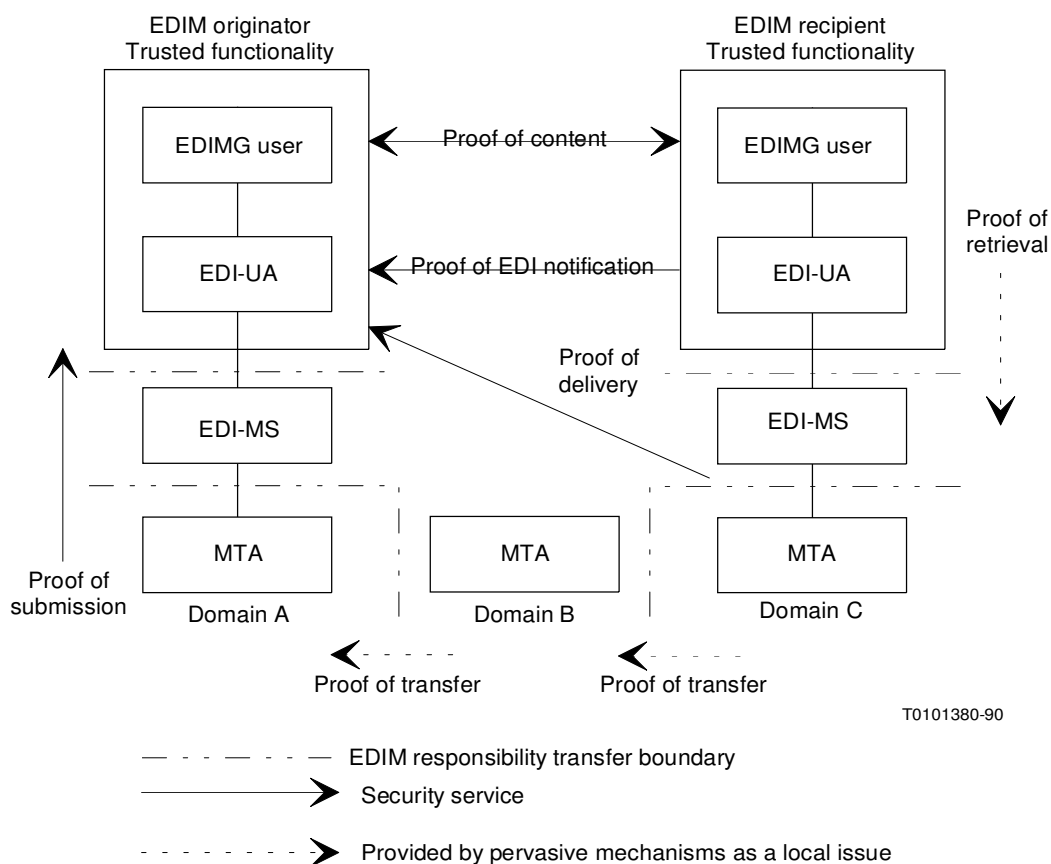 EDIM originator
Trusted functionality
EDIM recipient
Trusted functionality
EDIMG user
Proof of content
EDIMG user
Proof of
retrieval
EDI-UA
Proof of EDI notification
EDI-UA
Proof of
delivery
EDI-MS
EDI-MS
MTA
MTA
MTA
Proof of
submission
Domain A
Domain B
Domain C
Proof of transfer
Proof of transfer
T0101380-90
EDIM responsibility transfer boundary
Security service
Provided by pervasive mechanisms as a local issue